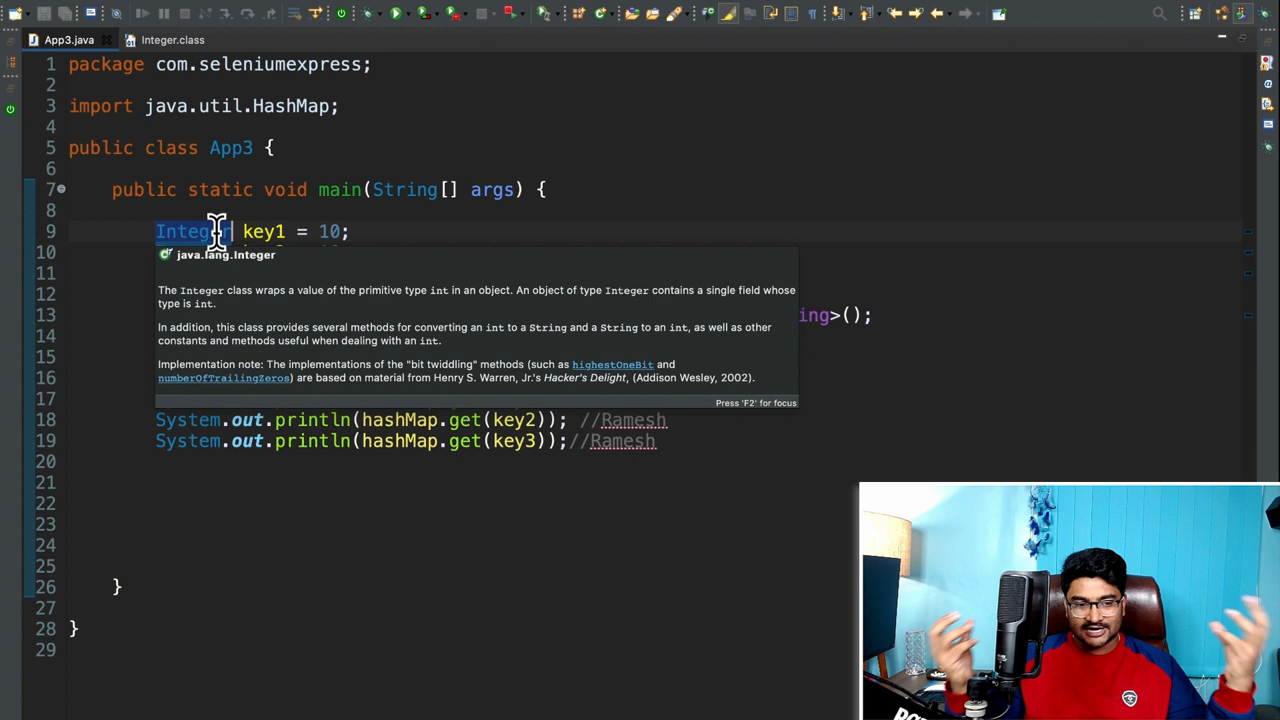 App3.java
Integer.class
1 package com.seleniumexpress;
2
3 import java.util.HashMap;
4
5 public class App3 {
6
7 public static void main(String[] args) {
8
9 Integer key1 = 10;
10
java.lang.Integer
11
The Integer class wraps a value of the primitive type int in an object. An object of type Integer contains a single field whose
12
type is int.
13 ing>();
In addition, this class provides several methods for converting an int to a String and a String to an int, as well as other
14
constants and methods useful when dealing with an int.
15
Implementation note: The implementations of the "bit twiddling" methods (such as highestOneBit and
16
numberOfTrailingZeros) are based on material from Henry S. Warren, Jr.'s Hacker's Delight, (Addison Wesley, 2002).
17
Press 'F2' for focus
18 System.out.println(hashMap.get(key2)); //Ramesh
19 System.out.println(hashMap.get(key3));//Ramesh
20
21
22
23
24
25
26 }
27
28 }
29